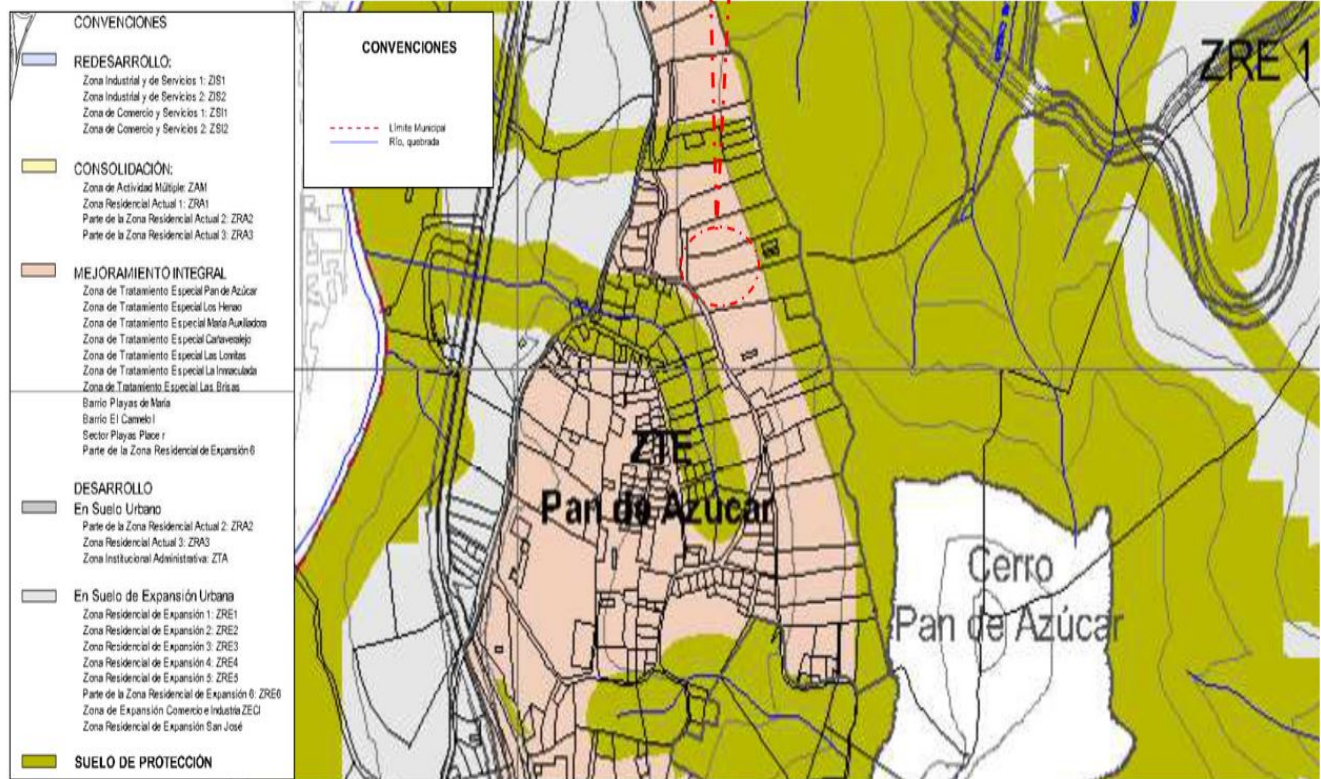 CONVENCIONES
REDESARROLLO:
Zona Industrial y de Servicios 1: ZIS1
Zona Industrial y de Servicios 2: ZIS2
Zona de Comercio y Servicios 1: ZSI1
Zona de Comercio y Servicios 2: ZSI2
CONSOLIDACIÓN:
Zona de Actividad Múltiple: ZAM
Zona Residencial Actual 1: ZRA1
Parte de la Zona Residencial Actual 2: ZRA2
Parte de la Zona Residencial Actual 3: ZRA3
MEJORAMIENTO INTEGRAL
Zona de Tratamiento Especial Pan de Azúcar
Zona de Tratamiento Especial Los Henao
Zona de Tratamiento Especial María Auxiliadora
Zona de Tratamiento Especial Cañaveralejo
Zona de Tratamiento Especial Las Lomitas
Zona de Tratamiento Especial La Inmaculada
Zona de Tratamiento Especial Las Brisas
Barrio Playas de María
Barrio El Carmelo I
Sector Playas Placer
Parte de la Zona Residencial de Expansión 6
DESARROLLO
En Suelo Urbano
Parte de la Zona Residencial Actual 2: ZRA2
Zona Residencial Actual 3: ZRA3
Zona Institucional Administrativa: ZTA
En Suelo de Expansión Urbana
Zona Residencial de Expansión 1: ZRE1
Zona Residencial de Expansión 2: ZRE2
Zona Residencial de Expansión 3: ZRE3
Zona Residencial de Expansión 4: ZRE4
Zona Residencial de Expansión 5: ZRE5
Parte de la Zona Residencial de Expansión 6: ZRE6
Zona de Expansión Comercio e Industria ZECI
Zona Residencial de Expansión San José
SUELO DE PROTECCIÓN
CONVENCIONES
Límite Municipal
Río, quebrada
ZRE 1
ZTE
Pan de Azúcar
Cerro
Pan de Azúcar